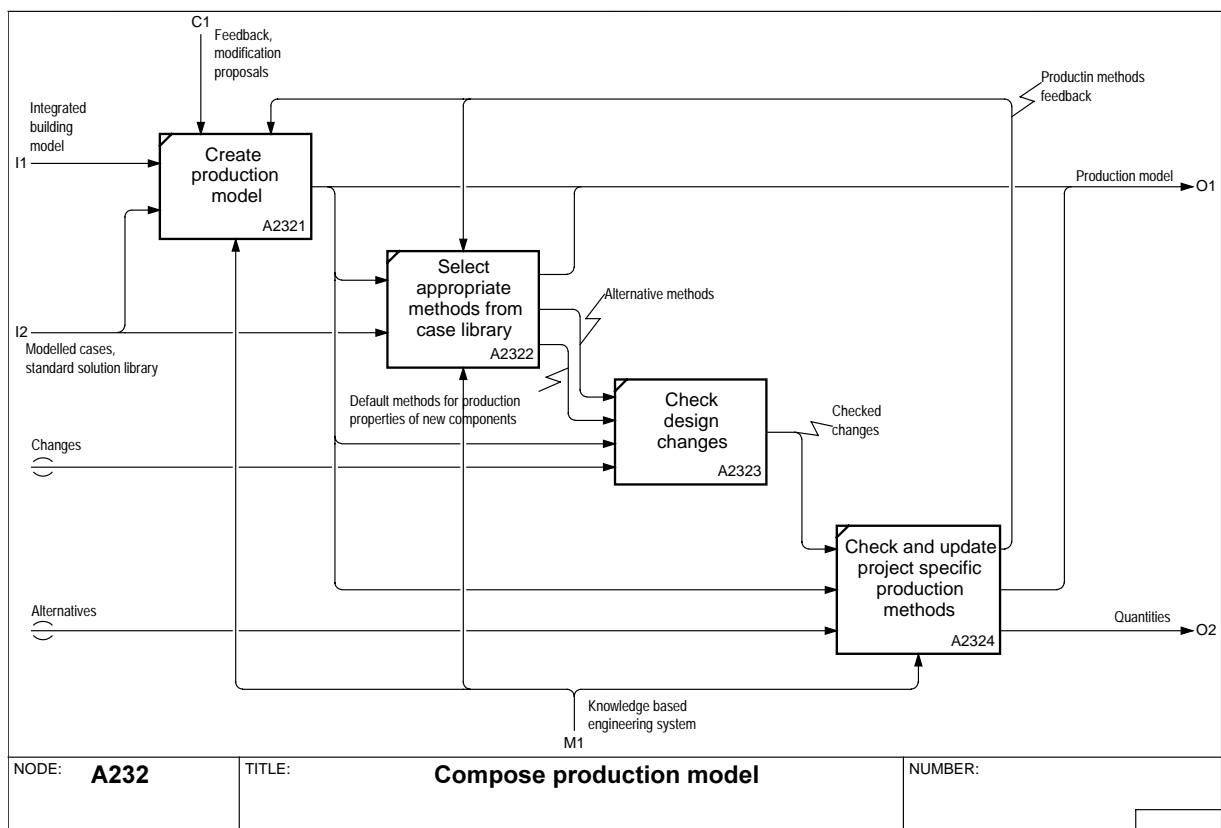 C1
Feedback,
modification
proposals
Productin methods
feedback
Integrated
building
model
I1
Create
production
model
A2321
Production model
O1
Select
appropriate
methods from
case library
A2322
Alternative methods
I2
Modelled cases,
standard solution library
Default methods for production
properties of new components
Check
design
changes
A2323
Checked
changes
Changes
Check and update
project specific
production
methods
A2324
Alternatives
Quantities
O2
Knowledge based
engineering system
M1
NODE: A232
TITLE: Compose production model
NUMBER: